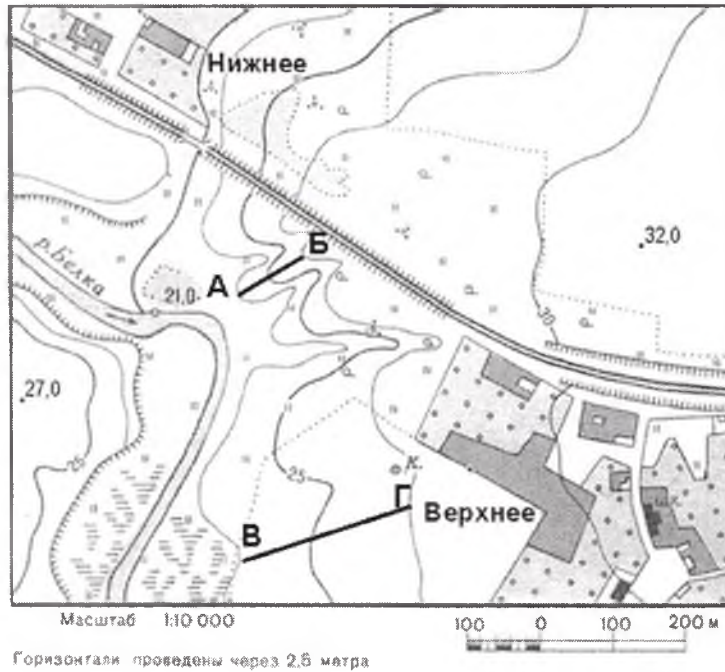 Нижнее
32,0
Б
А
21,0
р. Белка
30
27,0
25
25
К.
Г
Верхнее
В
Масштаб 1:10 000
100 0 100 200 м
Горизонтали проведены через 2,5 метра